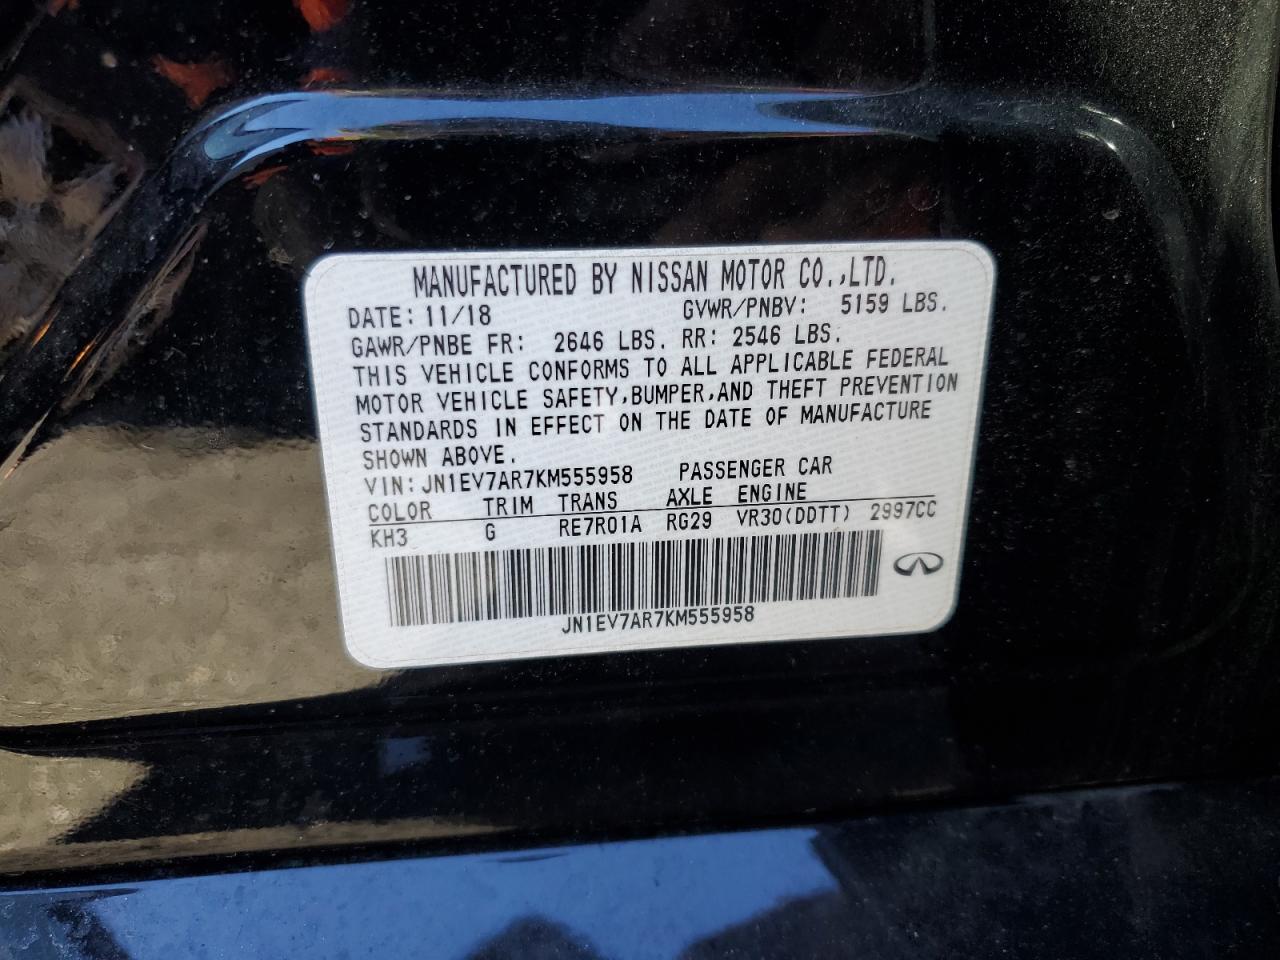 MANUFACTURED BY NISSAN MOTOR CO.,LTD.
DATE: 11/18 GVWR/PNBV: 5159 LBS.
GAWR/PNBE FR: 2646 LBS. RR: 2546 LBS.
THIS VEHICLE CONFORMS TO ALL APPLICABLE FEDERAL
MOTOR VEHICLE SAFETY,BUMPER,AND THEFT PREVENTION
STANDARDS IN EFFECT ON THE DATE OF MANUFACTURE
SHOWN ABOVE.
VIN: JN1EV7AR7KM555958 PASSENGER CAR
COLOR TRIM TRANS AXLE ENGINE
KH3 G RE7R01A RG29 VR30(DDTT) 2997CC
JN1EV7AR7KM555958